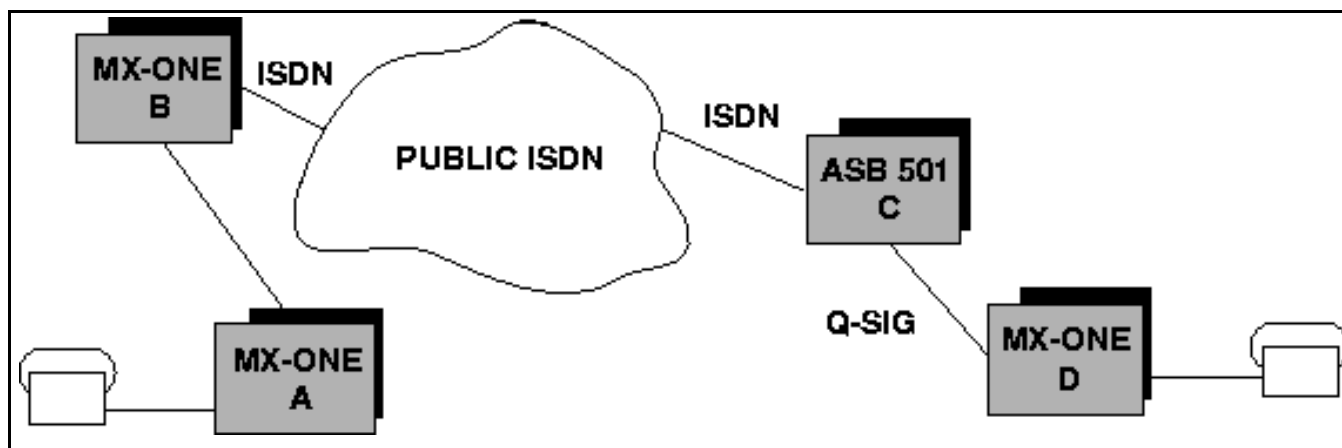 MX-ONE
B
ISDN
PUBLIC ISDN
ISDN
ASB 501
C
Q-SIG
MX-ONE
A
MX-ONE
D